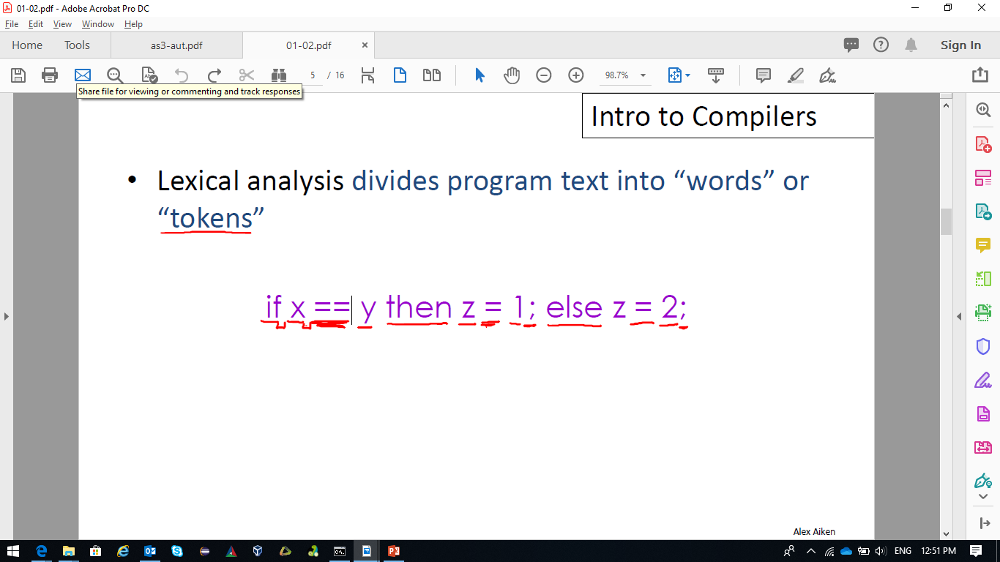 01-02.pdf - Adobe Acrobat Pro DC
File Edit View Window Help
Home Tools as3-aut.pdf 01-02.pdf × Sign In
5 / 16 98.7%
Share file for viewing or commenting and track responses
Intro to Compilers
• Lexical analysis divides program text into “words” or
“tokens”
if x == y then z = 1; else z = 2;
Alex Aiken
ENG 12:51 PM